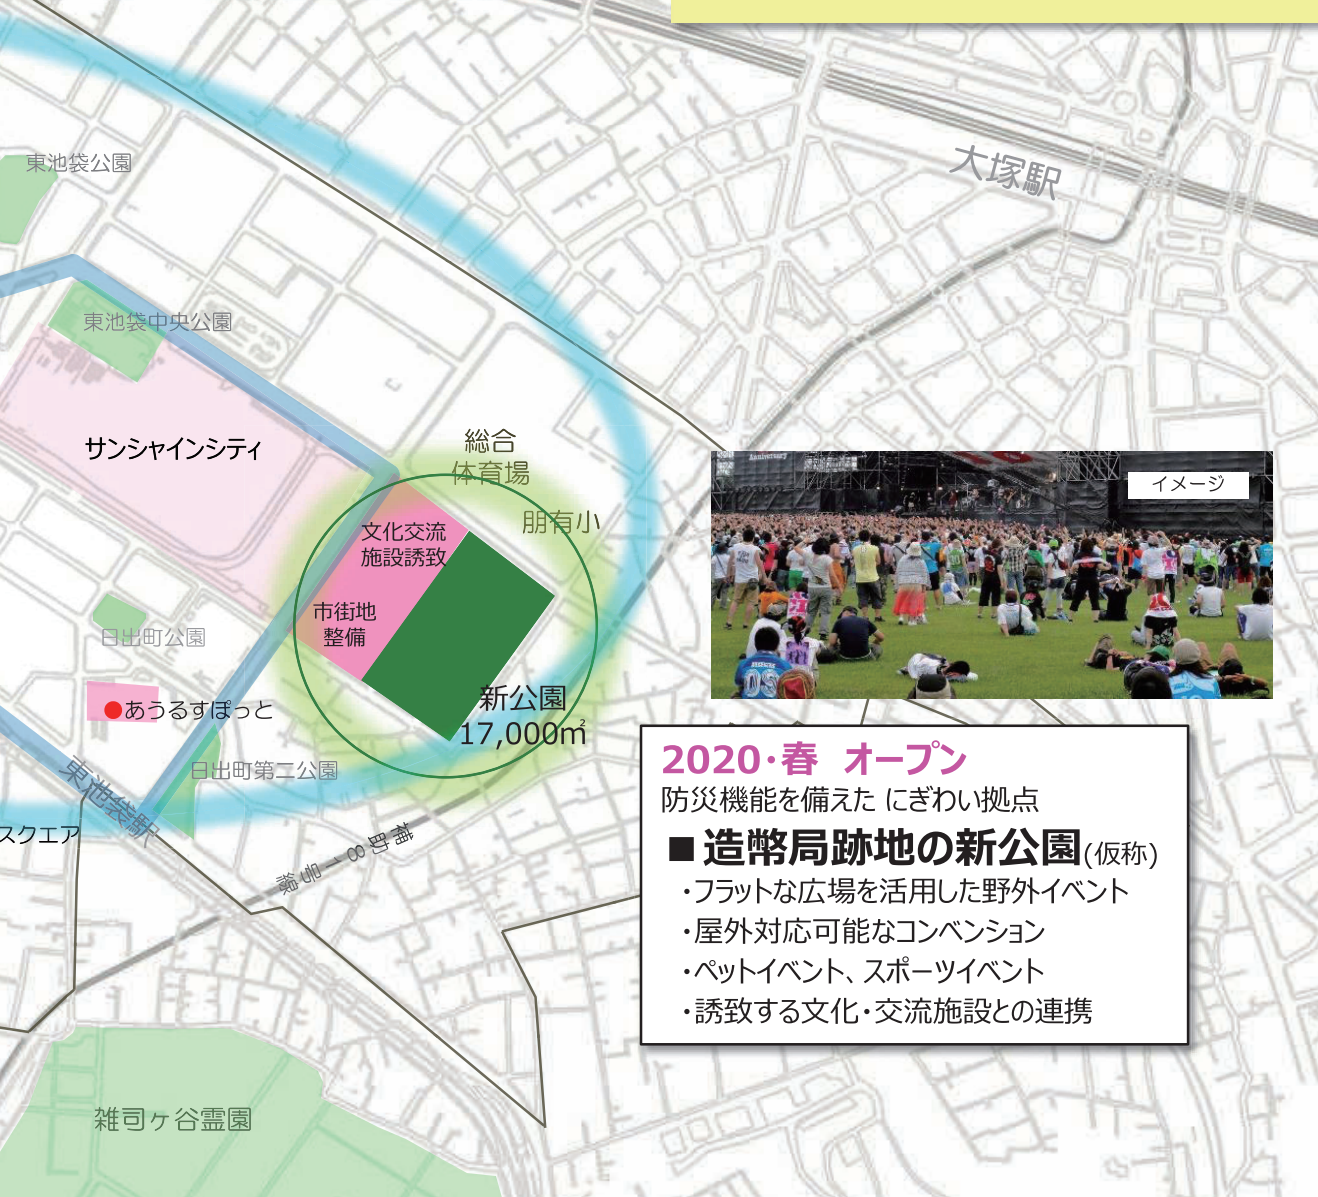 東池袋公園
大塚駅
東池袋中央公園
サンシャインシティ
総合
体育場
朋有小
文化交流
施設誘致
市街地
整備
新公園
17,000㎡
日出町公園
●あうるすぽっと
日出町第二公園
東池袋駅
スクエア
補助81号線
雑司ヶ谷霊園
Anniversary
イメージ
2020・春 オープン
防災機能を備えた にぎわい拠点
■造幣局跡地の新公園(仮称)
・フラットな広場を活用した野外イベント
・屋外対応可能なコンベンション
・ペットイベント、スポーツイベント
・誘致する文化・交流施設との連携